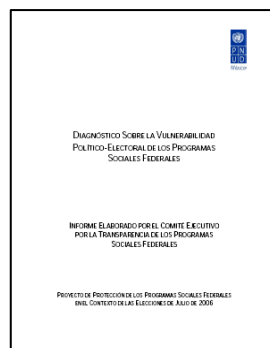 P N
U D
México
DIAGNÓSTICO SOBRE LA VULNERABILIDAD
POLÍTICO-ELECTORAL DE LOS PROGRAMAS
SOCIALES FEDERALES
INFORME ELABORADO POR EL COMITÉ EJECUTIVO
POR LA TRANSPARENCIA DE LOS PROGRAMAS
SOCIALES FEDERALES
PROYECTO DE PROTECCIÓN DE LOS PROGRAMAS SOCIALES FEDERALES
EN EL CONTEXTO DE LAS ELECCIONES DE JULIO DE 2006